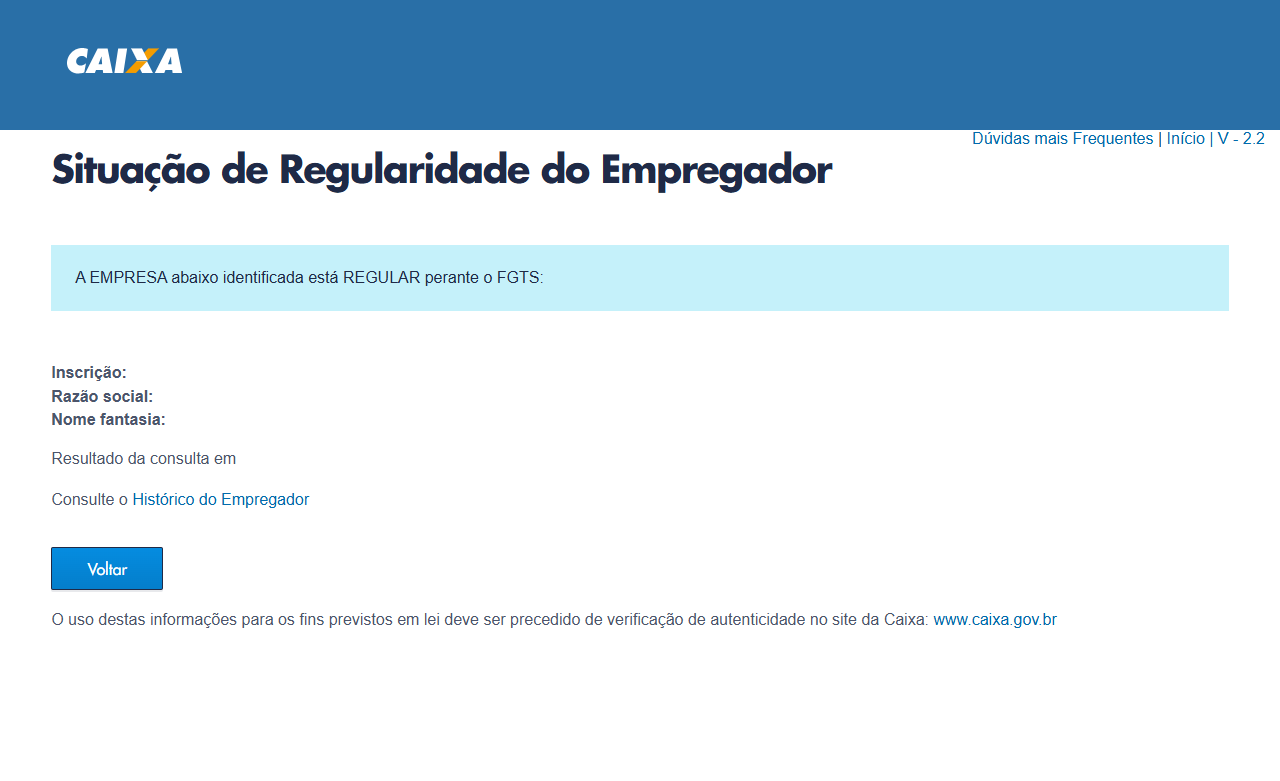 CAIXA
Dúvidas mais Frequentes | Início | V - 2.2
Situação de Regularidade do Empregador
A EMPRESA abaixo identificada está REGULAR perante o FGTS:
Inscrição:
Razão social:
Nome fantasia:
Resultado da consulta em
Consulte o Histórico do Empregador
Voltar
O uso destas informações para os fins previstos em lei deve ser precedido de verificação de autenticidade no site da Caixa: www.caixa.gov.br